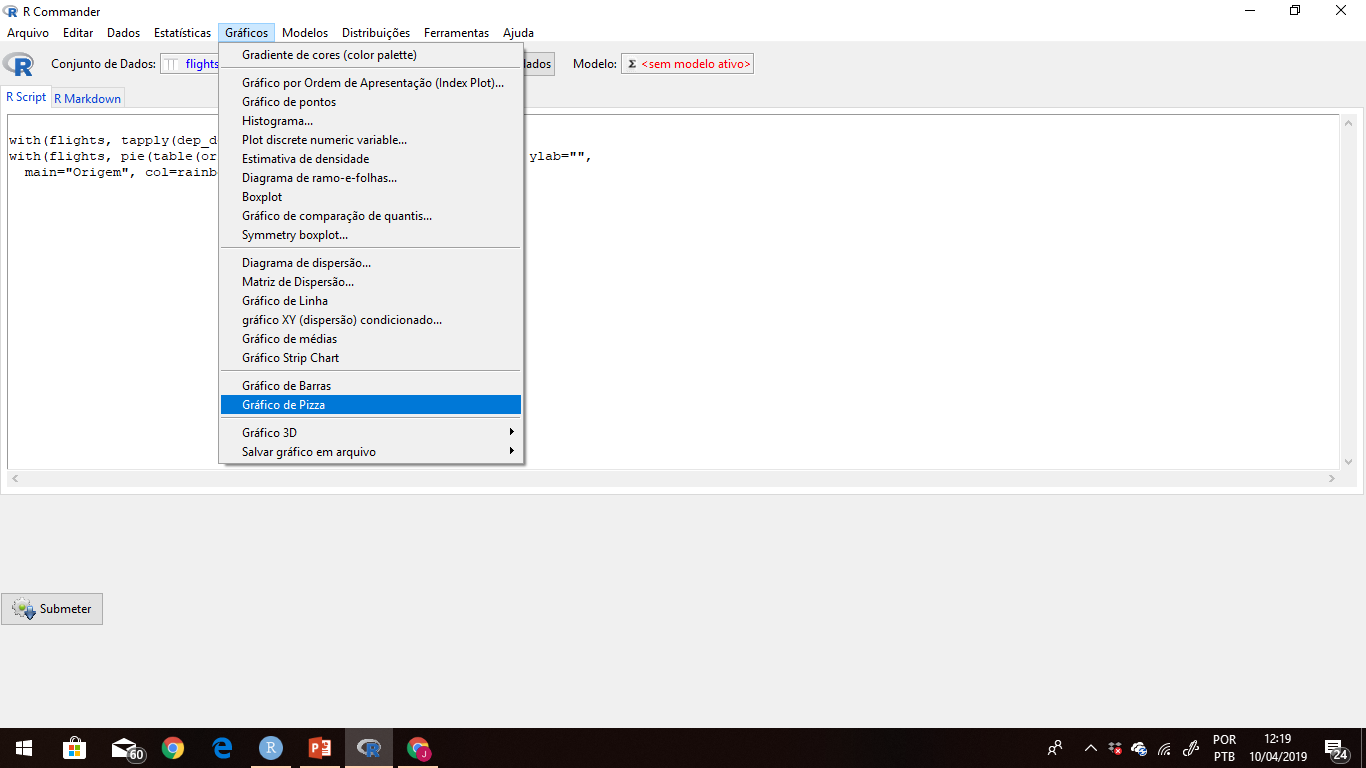 R Commander
Arquivo Editar Dados Estatísticas Gráficos Modelos Distribuições Ferramentas Ajuda
R Conjunto de Dados: flights Modelo: Σ <sem modelo ativo>
R Script R Markdown
with(flights, tapply(
with(flights, pie(table( ylab="",
main="Origem",
Gradiente de cores (color palette)
Gráfico por Ordem de Apresentação (Index Plot)...
Gráfico de pontos
Histograma...
Plot discrete numeric variable...
Estimativa de densidade
Diagrama de ramo-e-folhas...
Boxplot
Gráfico de comparação de quantis...
Symmetry boxplot...
Diagrama de dispersão...
Matriz de Dispersão...
Gráfico de Linha
gráfico XY (dispersão) condicionado...
Gráfico de médias
Gráfico Strip Chart
Gráfico de Barras
Gráfico de Pizza
Gráfico 3D
Salvar gráfico em arquivo
Submeter
60
R
J
POR
PTB
12:19
10/04/2019
24